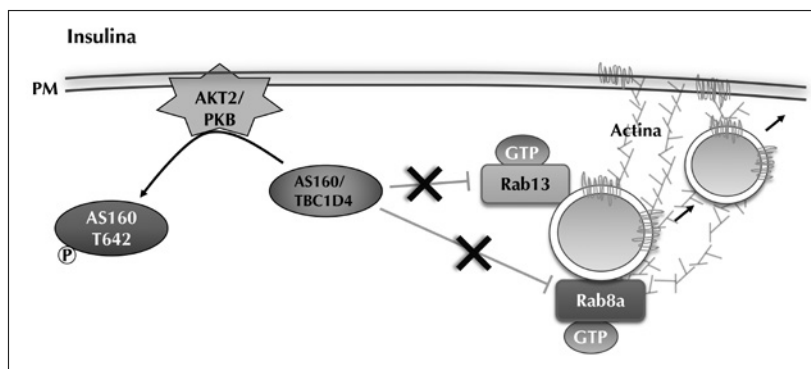 Insulina
PM
AKT2/
PKB
Actina
GTP
Rab13
AS160/
TBC1D4
AS160
T642
P
Rab8a
GTP